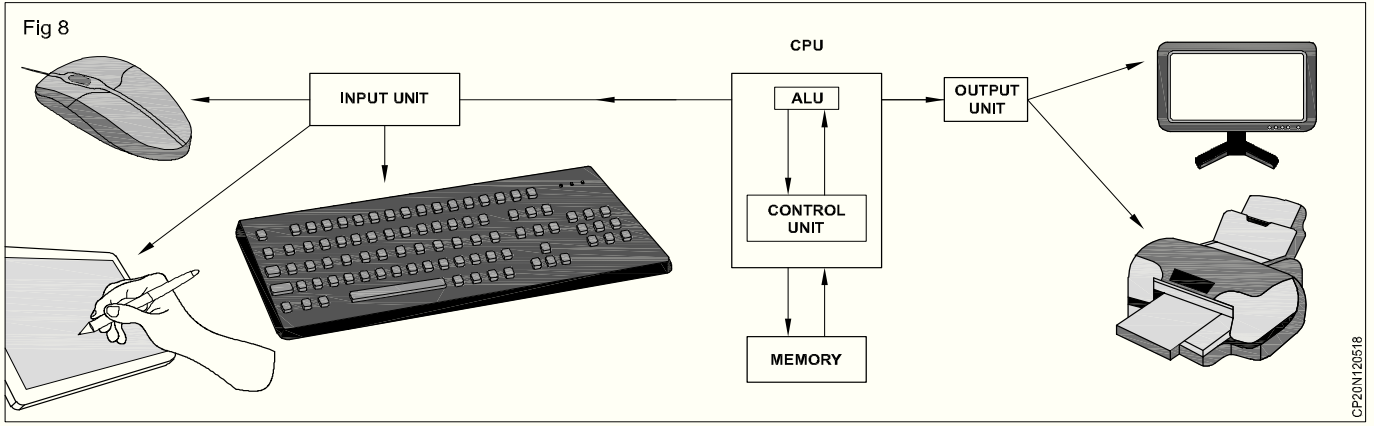 Fig 8
CPU
INPUT UNIT
ALU
OUTPUT
UNIT
CONTROL
UNIT
MEMORY
CP20N120518